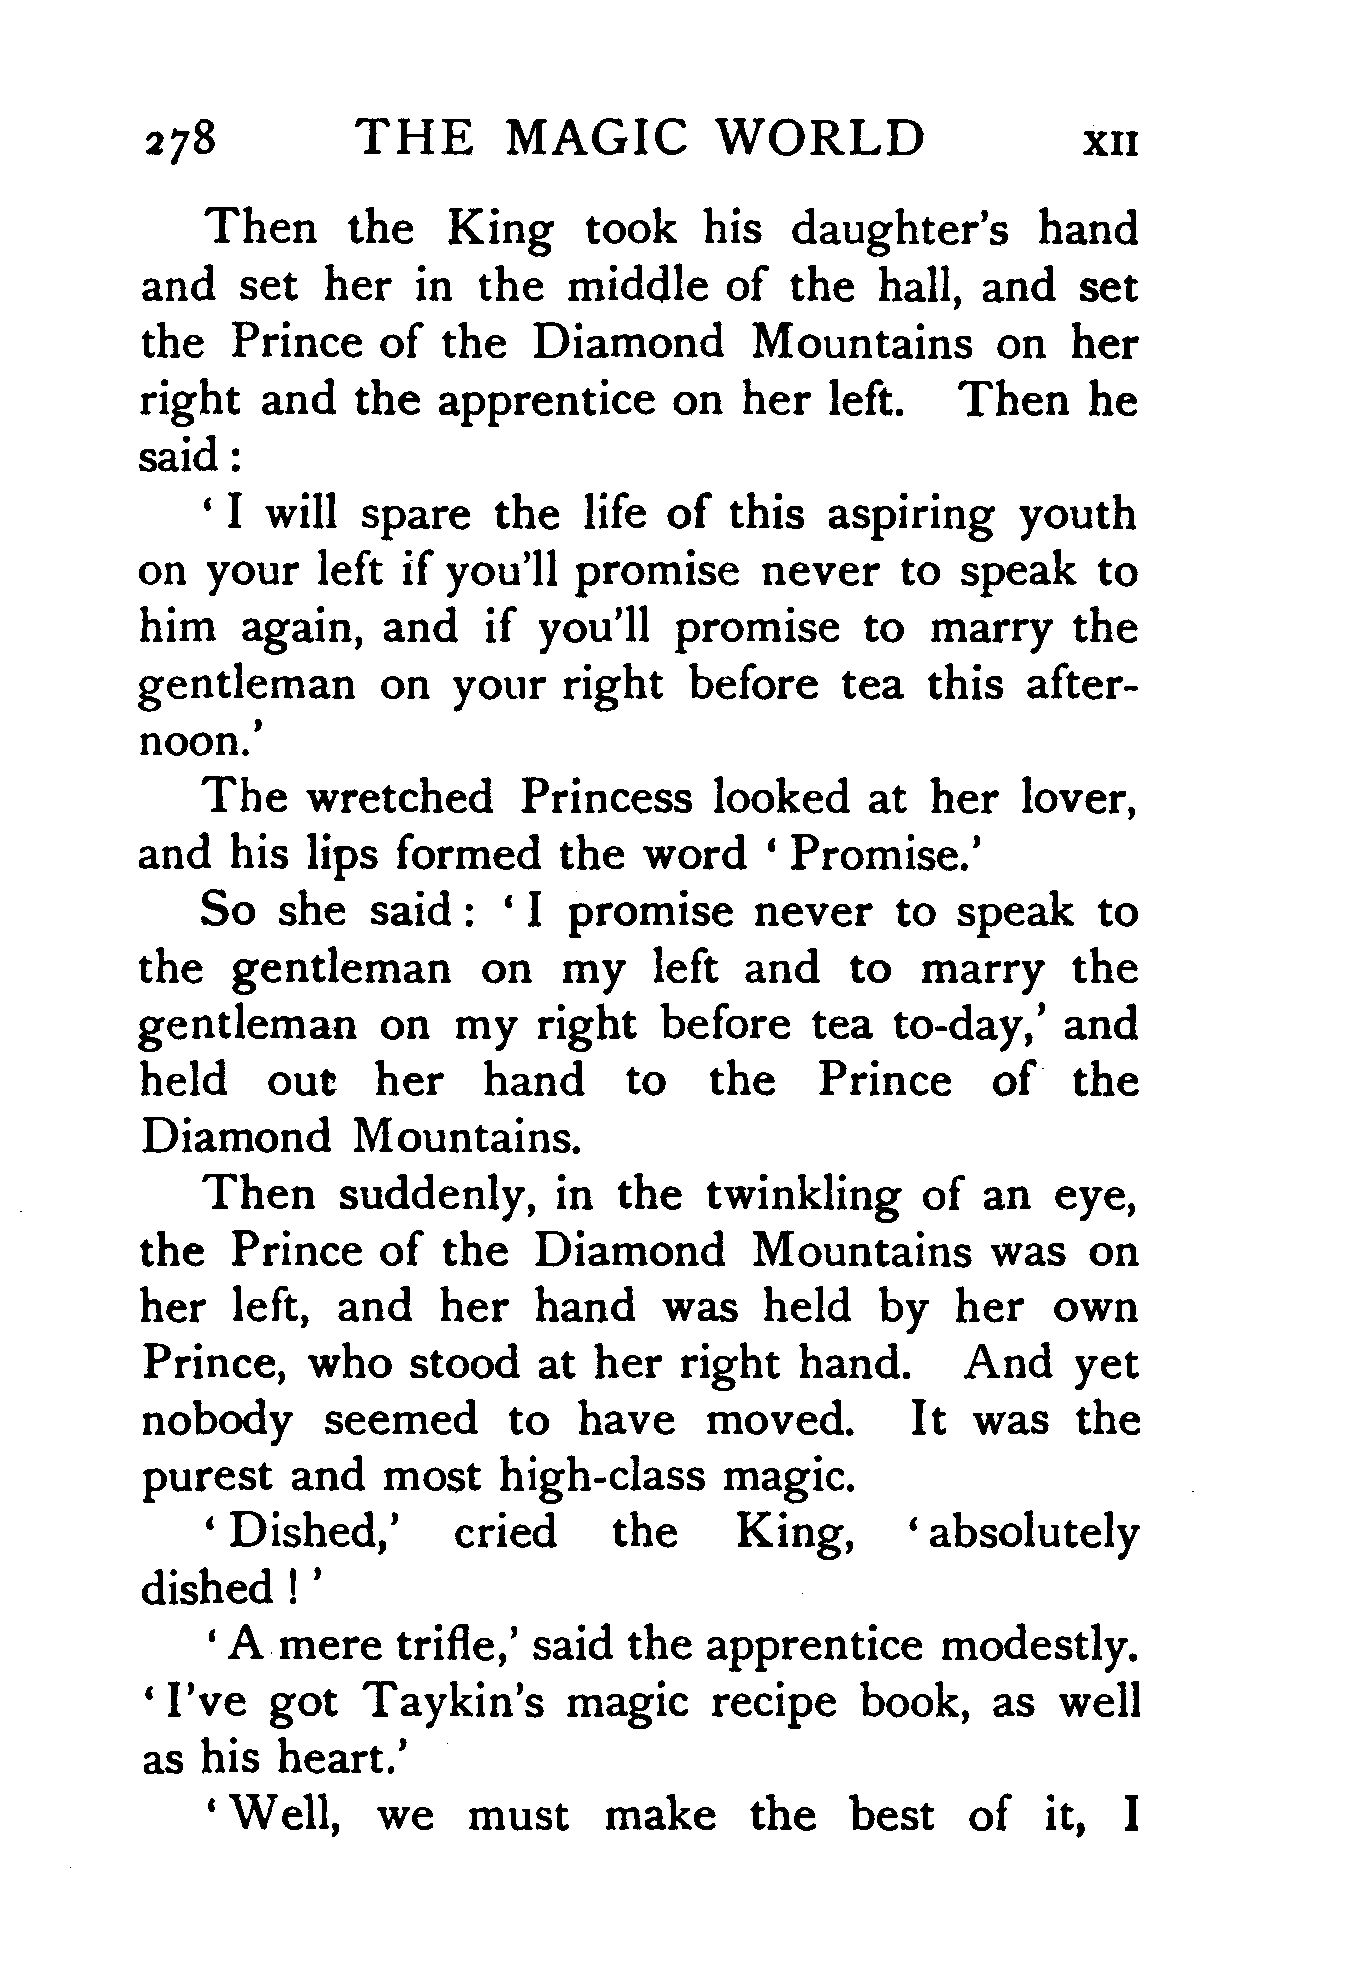 278 THE MAGIC WORLD XII
Then the King took his daughter's hand
and set her in the middle of the hall, and set
the Prince of the Diamond Mountains on her
right and the apprentice on her left. Then he
said :
‘ I will spare the life of this aspiring youth
on your left if you'll promise never to speak to
him again, and if you'll promise to marry the
gentleman on your right before tea this after-
noon.’
The wretched Princess looked at her lover,
and his lips formed the word ‘ Promise.’
So she said : ‘ I promise never to speak to
the gentleman on my left and to marry the
gentleman on my right before tea to-day,’ and
held out her hand to the Prince of the
Diamond Mountains.
Then suddenly, in the twinkling of an eye,
the Prince of the Diamond Mountains was on
her left, and her hand was held by her own
Prince, who stood at her right hand. And yet
nobody seemed to have moved. It was the
purest and most high-class magic.
‘ Dished,’ cried the King, ‘ absolutely
dished ! ’
‘ A mere trifle,’ said the apprentice modestly.
‘ I've got Taykin's magic recipe book, as well
as his heart.’
‘ Well, we must make the best of it, I